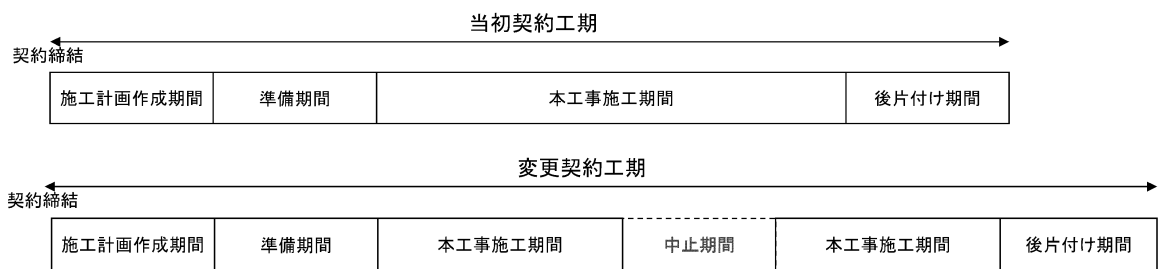 当初契約工期
契約締結
施工計画作成期間 準備期間 本工事施工期間 後片付け期間
変更契約工期
契約締結
施工計画作成期間 準備期間 本工事施工期間 中止期間 本工事施工期間 後片付け期間